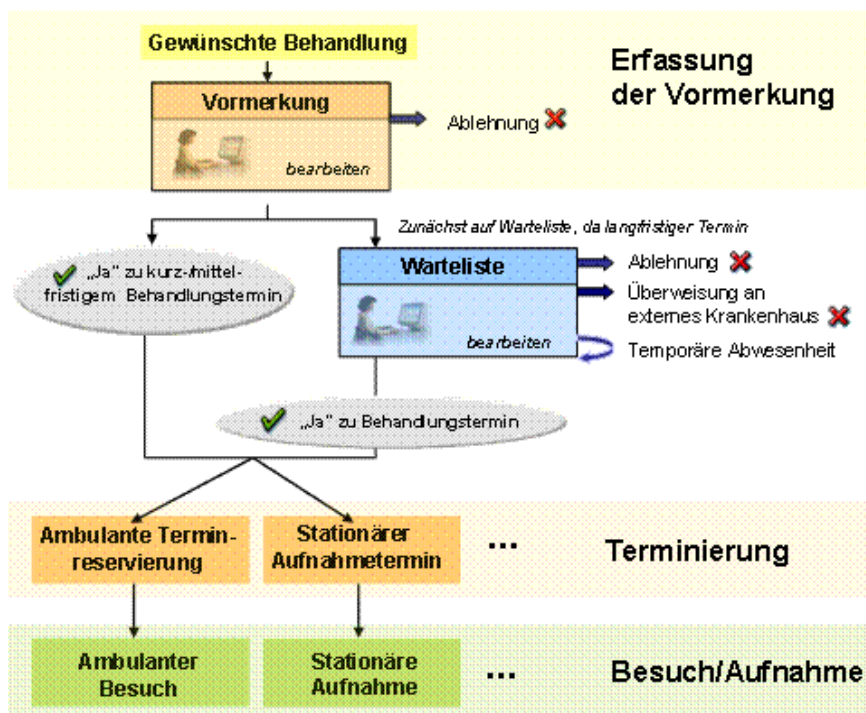 Gewünschte Behandlung
Erfassung
der Vormerkung
Vormerkung
Ablehnung
bearbeiten
Zunächst auf Warteliste, da langfristiger Termin
„Ja" zu kurz-/mittel-
fristigem Behandlungstermin
Warteliste
Ablehnung
Überweisung an
externes Krankenhaus
bearbeiten
Temporäre Abwesenheit
„Ja" zu Behandlungstermin
Ambulante Termin-
reservierung
Stationärer
Aufnahmetermin
...
Terminierung
Ambulanter
Besuch
Stationäre
Aufnahme
...
Besuch/Aufnahme